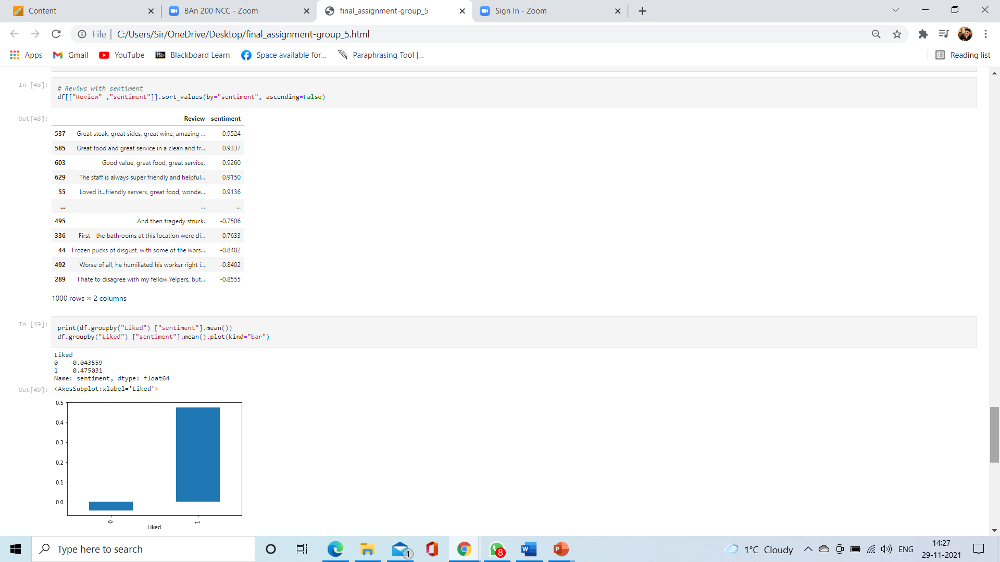 Content
BAn 200 NCC - Zoom
final_assignment-group_5
Sign In - Zoom
File
C:/Users/Sir/OneDrive/Desktop/final_assignment-group_5.html
Apps
Gmail
YouTube
Bb
Blackboard Learn
Space available for...
Paraphrasing Tool |...
Reading list
In [48]:
# Reviws with sentiment
df[["Review" ,"sentiment"]].sort_values(by="sentiment", ascending=False)
Out[48]:
Review sentiment
537 Great steak, great sides, great wine, amazing ... 0.9524
585 Great food and great service in a clean and fr... 0.9337
603 Good value, great food, great service. 0.9260
629 The staff is always super friendly and helpful... 0.9150
55 Loved it...friendly servers, great food, wonde... 0.9136
... ... ...
495 And then tragedy struck. -0.7506
336 First - the bathrooms at this location were di... -0.7633
44 Frozen pucks of disgust, with some of the wors... -0.8402
492 Worse of all, he humiliated his worker right i... -0.8402
289 I hate to disagree with my fellow Yelpers, but... -0.8555
1000 rows × 2 columns
In [49]:
print(df.groupby("Liked") ["sentiment"].mean())
df.groupby("Liked") ["sentiment"].mean().plot(kind="bar")
Liked
0 -0.043559
1 0.475031
Name: sentiment, dtype: float64
Out[49]:
<AxesSubplot:xlabel='Liked'>
0.5
0.4
0.3
0.2
0.1
0.0
0
1
Liked
Type here to search
1
W
P
8
1°C Cloudy
ENG
14:27
29-11-2021